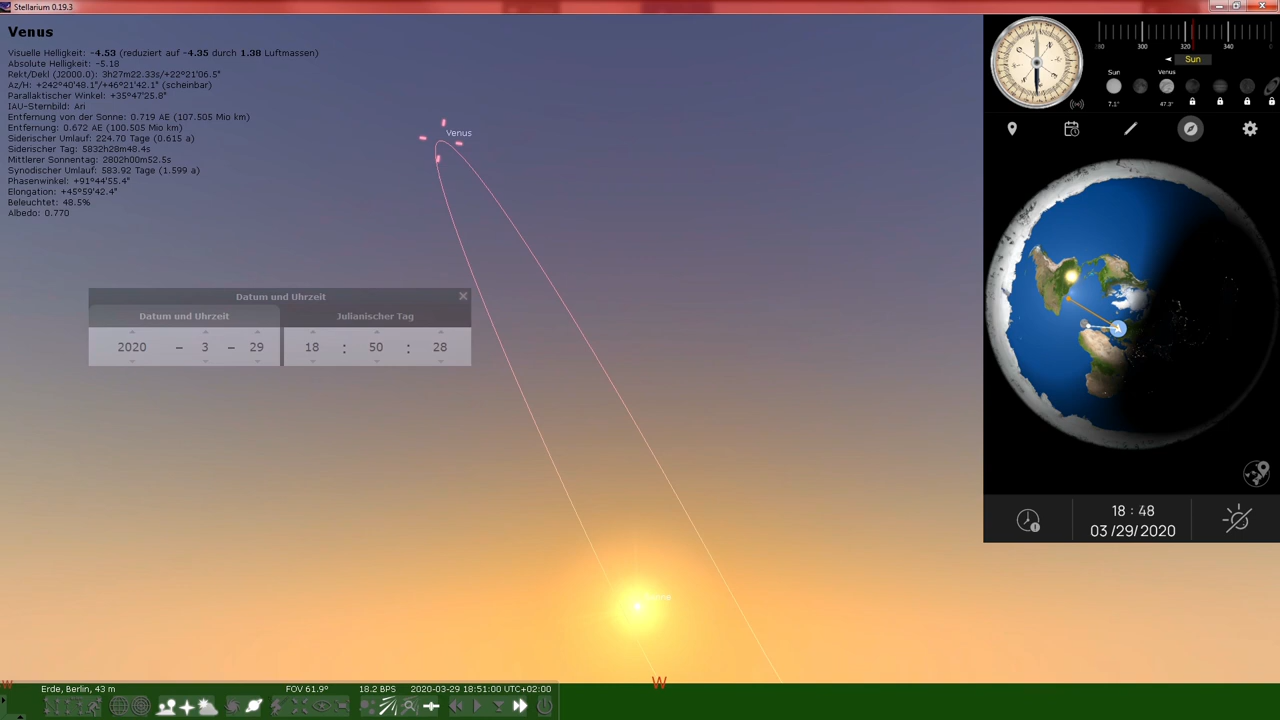 Stellarium 0.19.3
Venus
Visuelle Helligkeit: -4.53 (reduziert auf -4.35 durch 1.38 Luftmassen)
Absolute Helligkeit: -5.18
Rekt/Dekl (J2000.0): 3h27m22.33s/+22°21'06.5"
Az/H: +242°40'48.1"/+46°21'42.1" (scheinbar)
Parallaktischer Winkel: +35°47'25.8"
IAU-Sternbild: Ari
Entfernung von der Sonne: 0.719 AE (107.505 Mio km)
Entfernung: 0.672 AE (100.505 Mio km)
Siderischer Umlauf: 224.70 Tage (0.615 a)
Siderischer Tag: 5832h28m48.4s
Mittlerer Sonnentag: 2802h00m52.5s
Synodischer Umlauf: 583.92 Tage (1.599 a)
Phasenwinkel: +91°44'55.4"
Elongation: +45°59'42.4"
Beleuchtet: 48.5%
Albedo: 0.770
Venus
Datum und Uhrzeit
Datum und Uhrzeit Julianischer Tag
2020 - 3 - 29 18 : 50 : 28
W
W
Erde, Berlin, 43 m FOV 61.9° 18.2 BPS 2020-03-29 18:51:00 UTC+02:00
300 320 340
Sun
Sun Venus
7.1° 47.3°
18 : 48
03 /29/2020